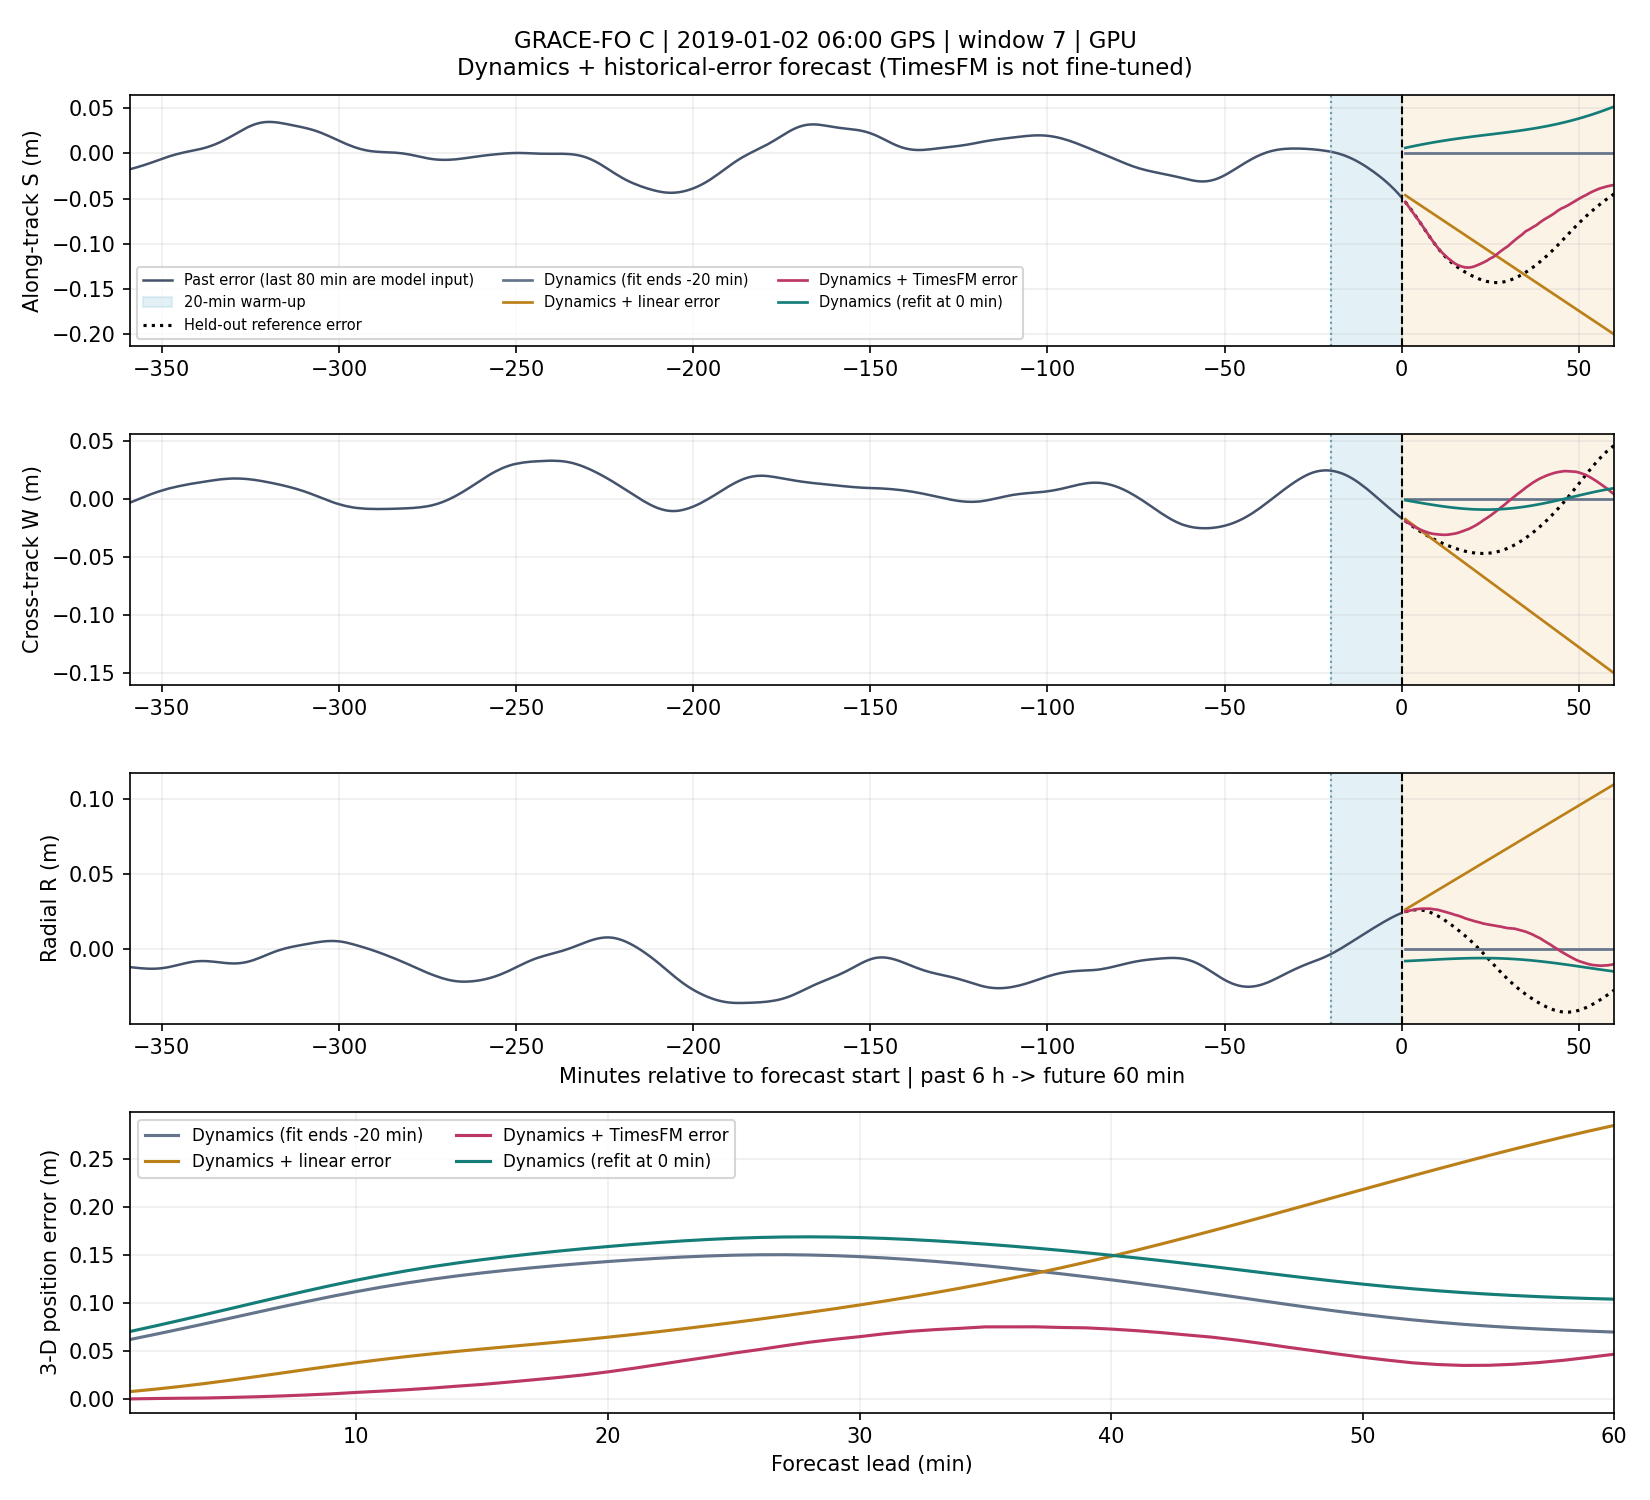 GRACE-FO C | 2019-01-02 06:00 GPS | window 7 | GPU
Dynamics + historical-error forecast (TimesFM is not fine-tuned)
Along-track S (m)
0.05
0.00
−0.05
−0.10
−0.15
−0.20
Past error (last 80 min are model input)
20-min warm-up
Held-out reference error
Dynamics (fit ends -20 min)
Dynamics + linear error
Dynamics + TimesFM error
Dynamics (refit at 0 min)
−350 −300 −250 −200 −150 −100 −50 0 50
Cross-track W (m)
0.05
0.00
−0.05
−0.10
−0.15
−350 −300 −250 −200 −150 −100 −50 0 50
Radial R (m)
0.10
0.05
0.00
−350 −300 −250 −200 −150 −100 −50 0 50
Minutes relative to forecast start | past 6 h -> future 60 min
3-D position error (m)
0.25
0.20
0.15
0.10
0.05
0.00
Dynamics (fit ends -20 min)
Dynamics + linear error
Dynamics + TimesFM error
Dynamics (refit at 0 min)
10 20 30 40 50 60
Forecast lead (min)